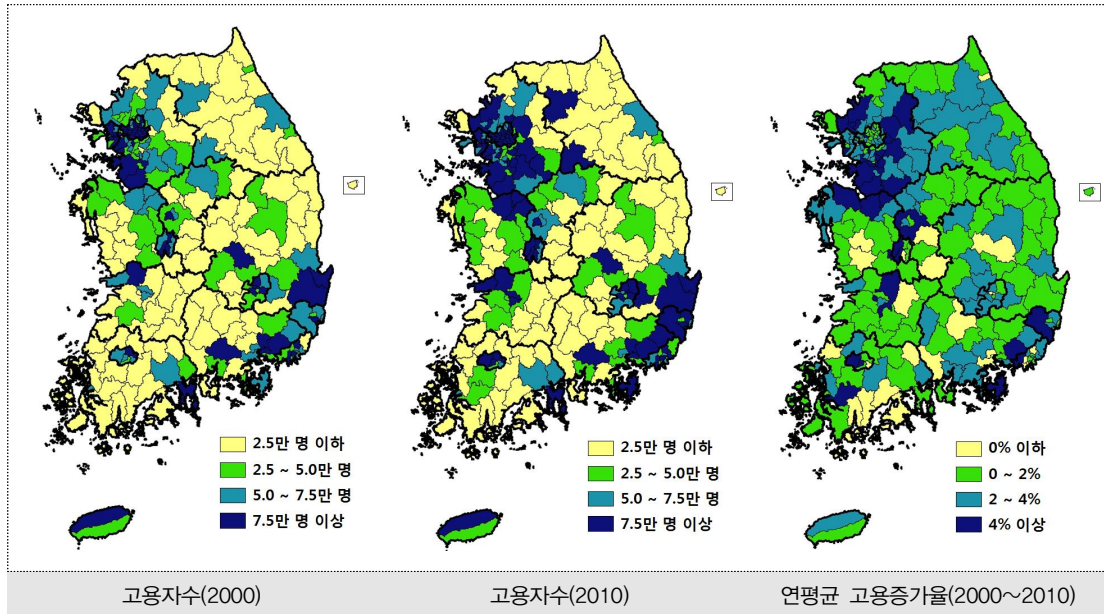 2.5만 명 이하
2.5 ~ 5.0만 명
5.0 ~ 7.5만 명
7.5만 명 이상
2.5만 명 이하
2.5 ~ 5.0만 명
5.0 ~ 7.5만 명
7.5만 명 이상
0% 이하
0 ~ 2%
2 ~ 4%
4% 이상
고용자수(2000)
고용자수(2010)
연평균 고용증가율(2000～2010)